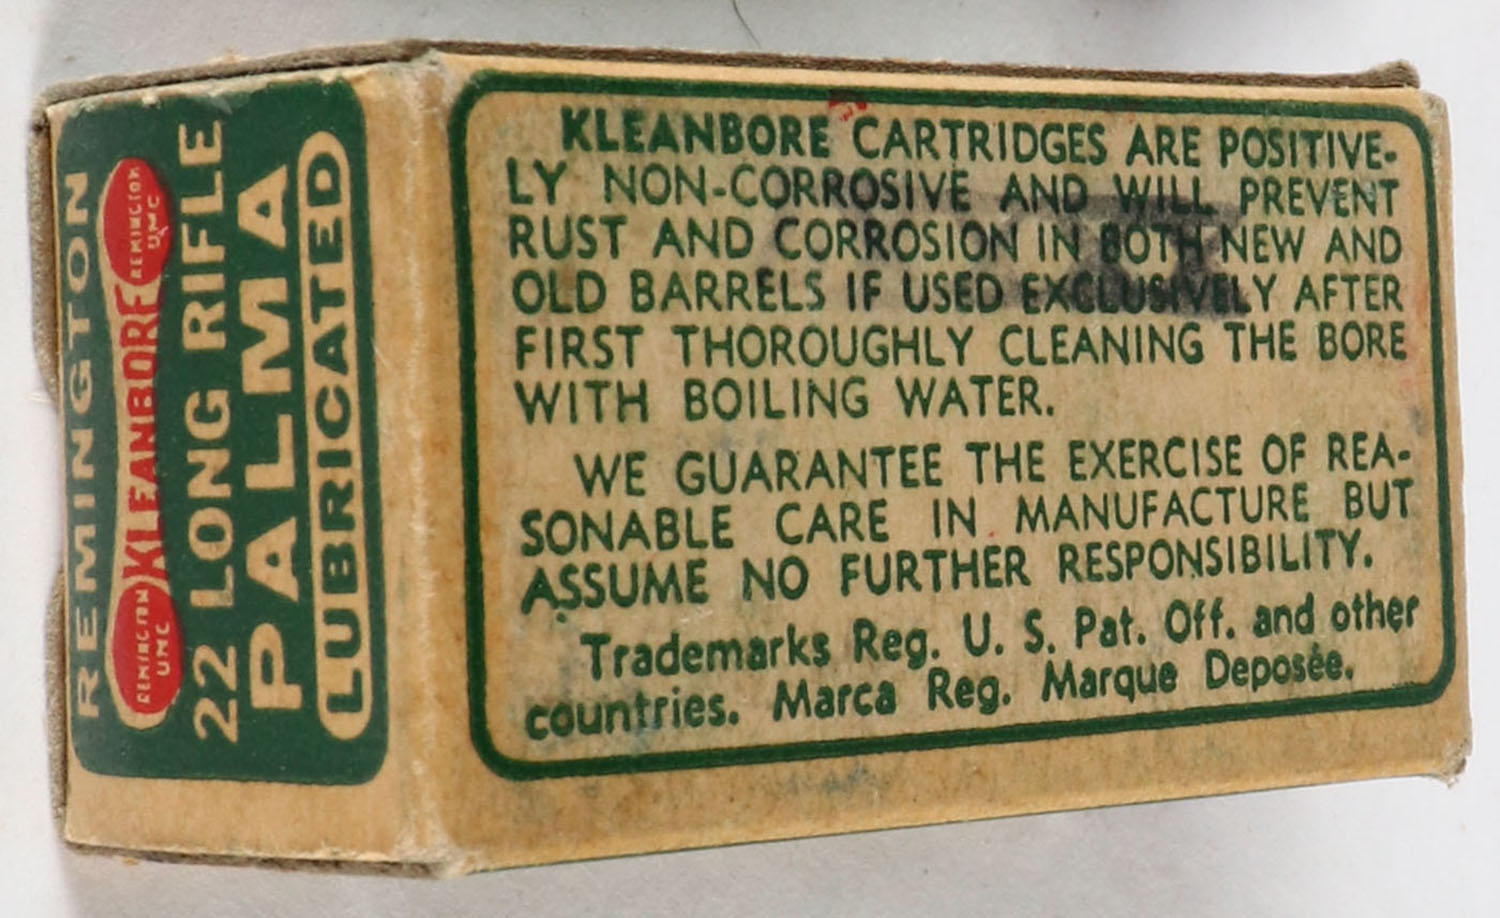 REMINGTON
REMINGTON
UMC
KLEANBORE
REMINGTON
UMC
22 LONG RIFLE
PALMA
LUBRICATED
KLEANBORE CARTRIDGES ARE POSITIVE-
LY NON-CORROSIVE AND WILL PREVENT
RUST AND CORROSION IN BOTH NEW AND
OLD BARRELS IF USED EXCLUSIVELY AFTER
FIRST THOROUGHLY CLEANING THE BORE
WITH BOILING WATER.
WE GUARANTEE THE EXERCISE OF REA-
SONABLE CARE IN MANUFACTURE BUT
ASSUME NO FURTHER RESPONSIBILITY.
Trademarks Reg. U. S. Pat. Off. and other
countries. Marca Reg. Marque Deposée.